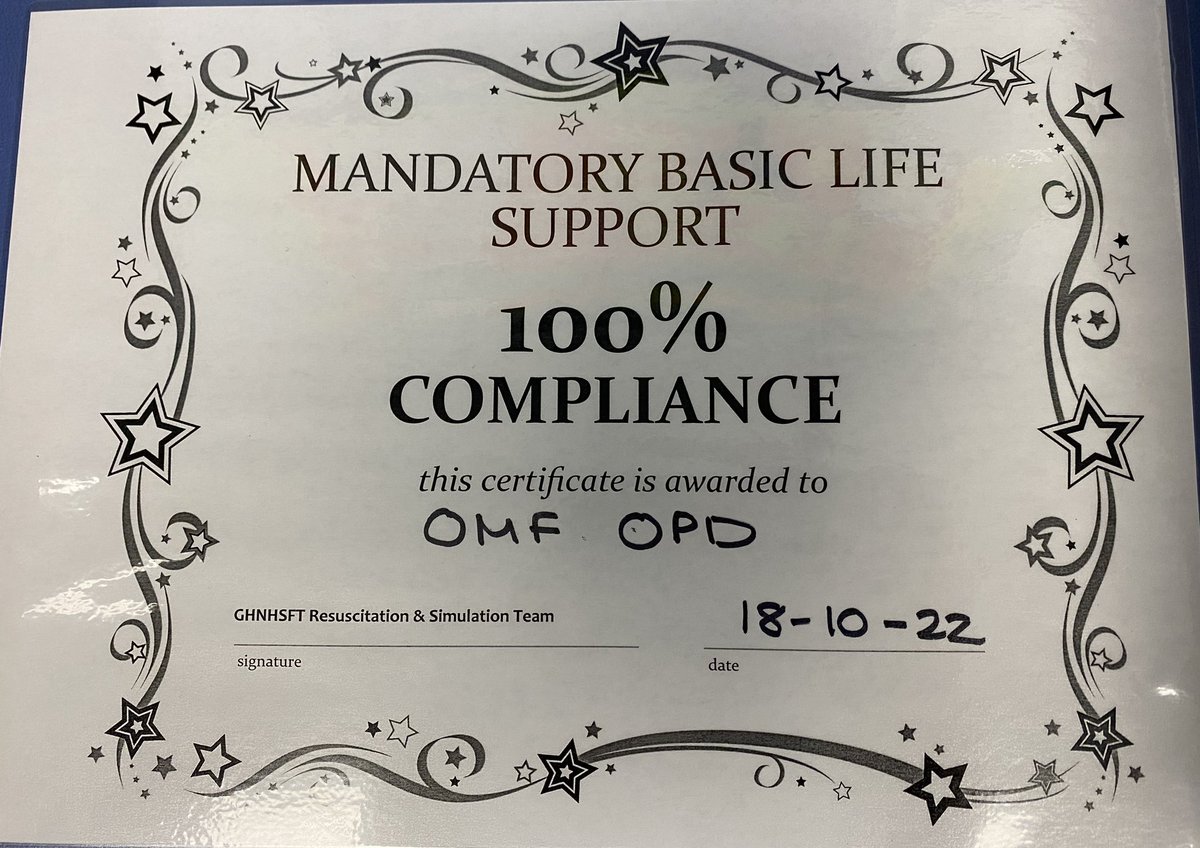 MANDATORY BASIC LIFE
SUPPORT
100%
COMPLIANCE
this certificate is awarded to
OMF OPD
GHNHSFT Resuscitation & Simulation Team
signature
18-10-22
date